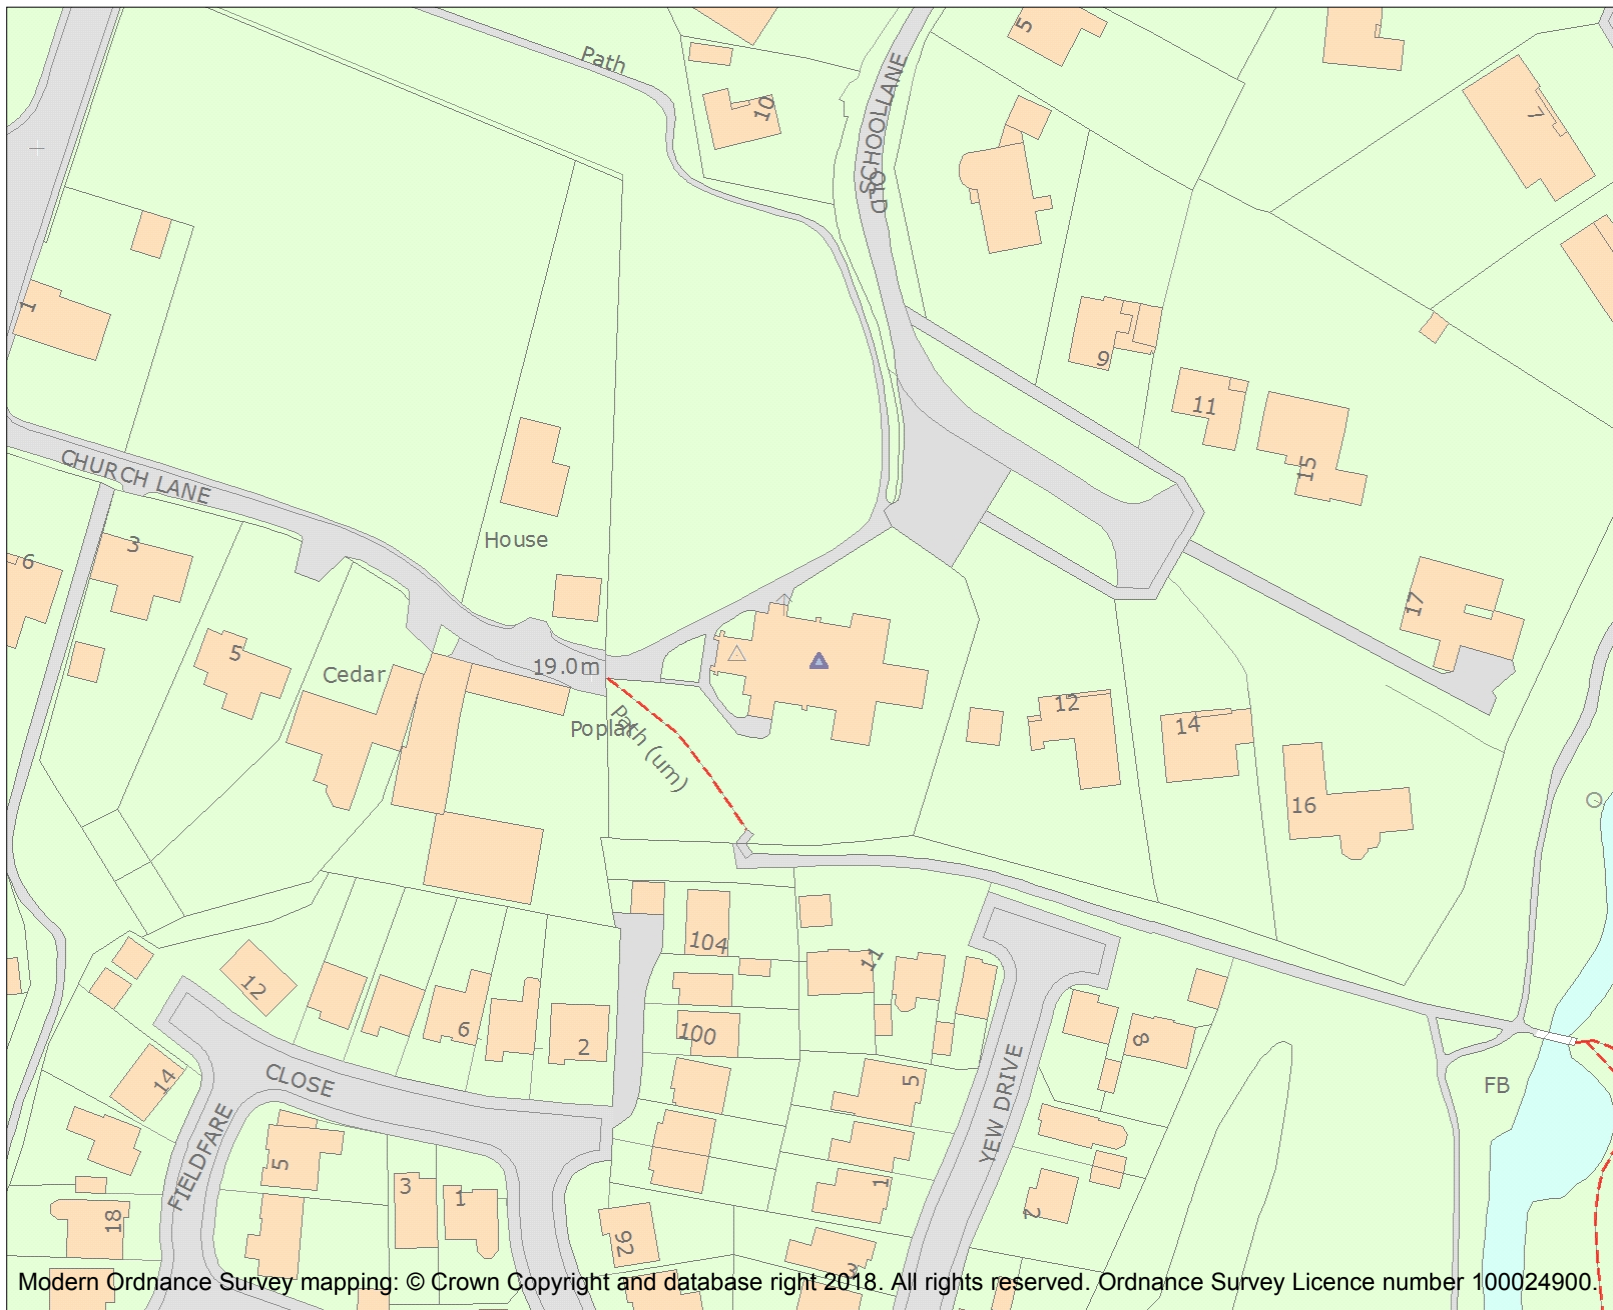 Path
5
10
7
OLD
SCHOOLLANE
1
9
11
15
CHURCH LANE
House
6
3
5
Cedar
19.0m
Poplar
Path (um)
17
12
14
16
104
11
12
6
2
100
8
5
14
CLOSE
FIELDFARE
YEW DRIVE
FB
5
3
1
1
2
18
92
3
Modern Ordnance Survey mapping: © Crown Copyright and database right 2018. All rights reserved. Ordnance Survey Licence number 100024900.